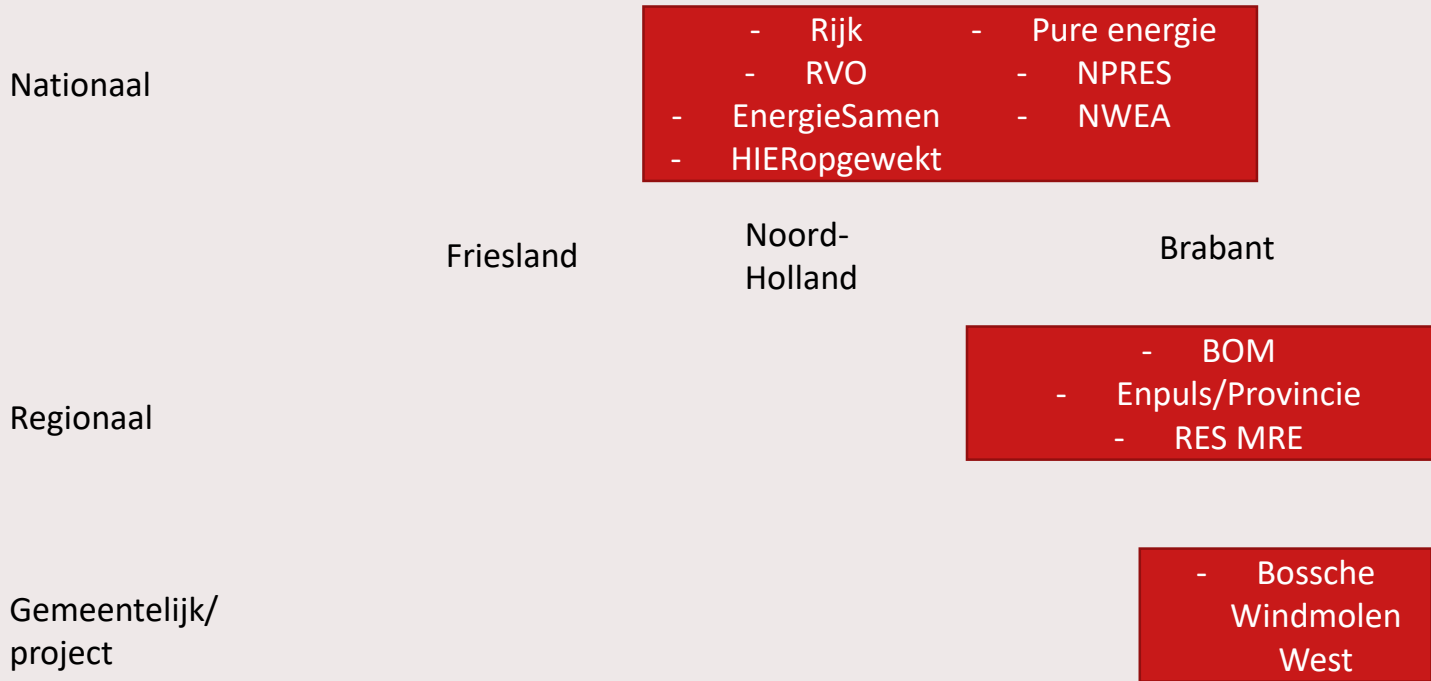 Nationaal
- Rijk
- RVO
- EnergieSamen
- HIERopgewekt
- Pure energie
- NPRES
- NWEA
Friesland
Noord-
Holland
Brabant
Regionaal
- BOM
- Enpuls/Provincie
- RES MRE
Gemeentelijk/
project
- Bossche
Windmolen
West